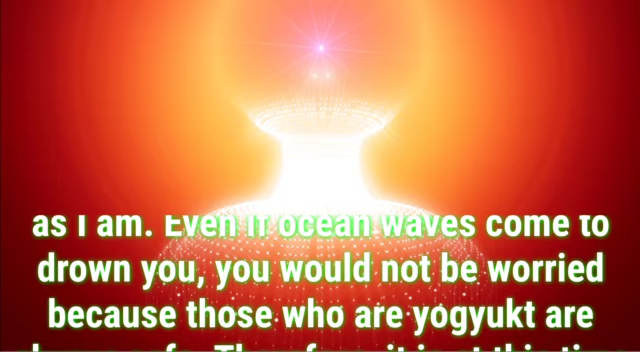 as I am. Even if ocean waves come to
drown you, you would not be worried
because those who are yogyukt are